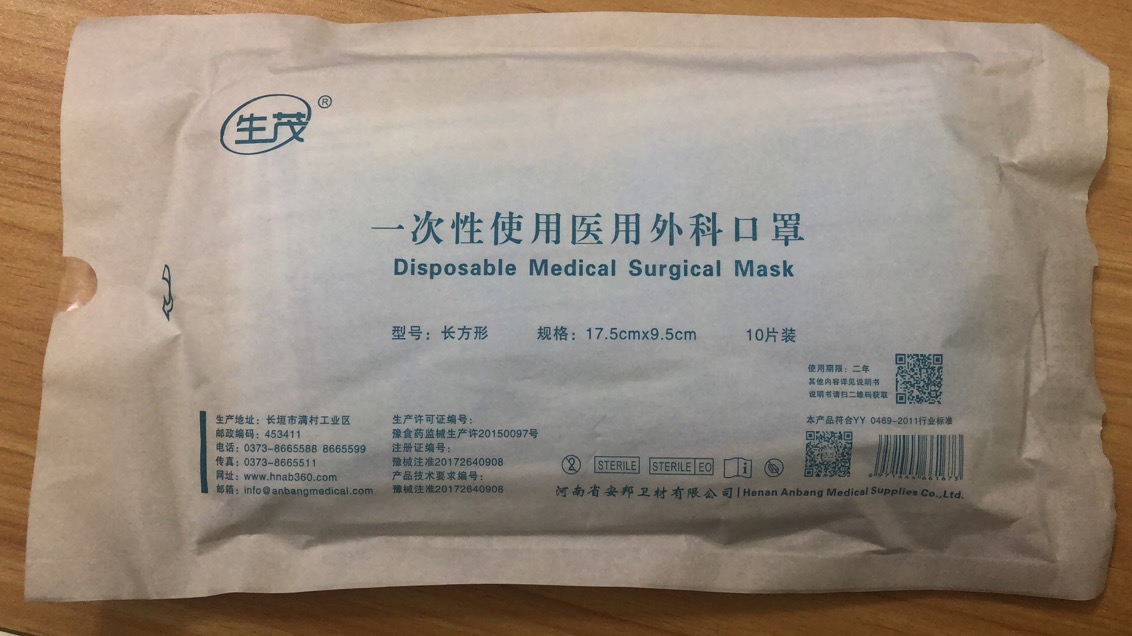 生茂®
一次性使用医用外科口罩
Disposable Medical Surgical Mask
型号：长方形 规格：17.5cmx9.5cm 10片装
使用期限：二年
其他内容详见说明书
说明书请扫二维码获取
本产品符合YY 0469-2011行业标准
生产地址：长垣市满村工业区
邮政编码：453411
电话：0373-8665588 8665599
传真：0373-8665511
网址：www.hnab360.com
邮箱：info@anbangmedical.com
生产许可证编号：
豫食药监械生产许20150097号
注册证编号：
豫械注准20172640908
产品技术要求编号：
豫械注准20172640908
STERILE STERILE EO
河南省安邦卫材有限公司|Henan Anbang Medical Supplies Co.,Ltd.